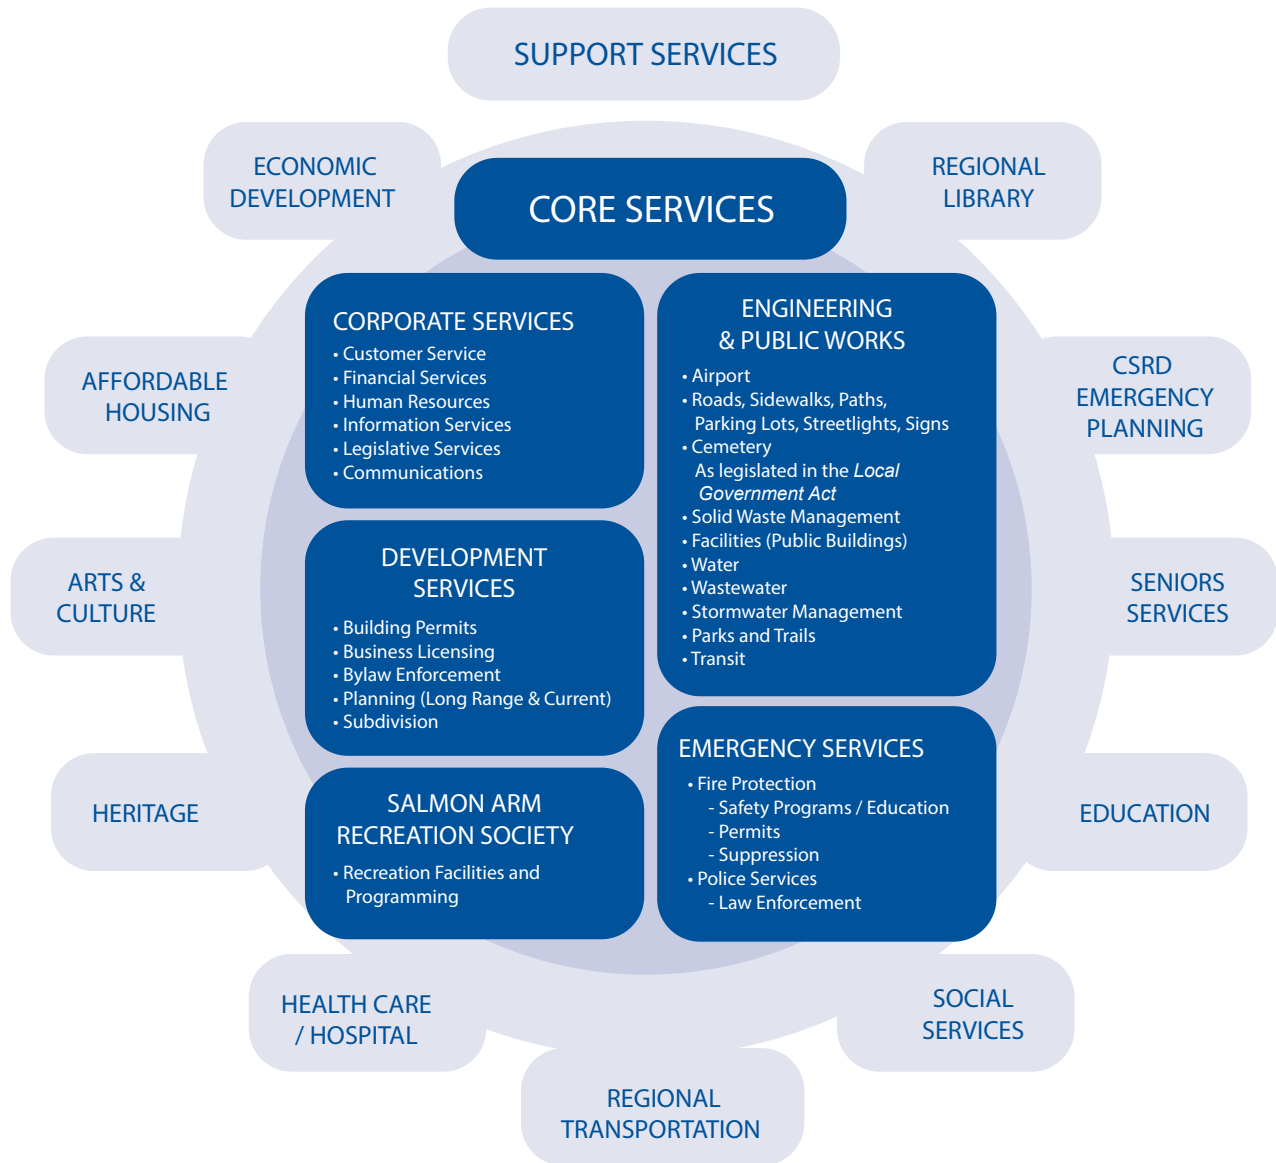 SUPPORT SERVICES
ECONOMIC
DEVELOPMENT
REGIONAL
LIBRARY
CORE SERVICES
CORPORATE SERVICES
• Customer Service
• Financial Services
• Human Resources
• Information Services
• Legislative Services
• Communications
ENGINEERING
& PUBLIC WORKS
• Airport
• Roads, Sidewalks, Paths,
Parking Lots, Streetlights, Signs
• Cemetery
As legislated in the Local
Government Act
• Solid Waste Management
• Facilities (Public Buildings)
• Water
• Wastewater
• Stormwater Management
• Parks and Trails
• Transit
AFFORDABLE
HOUSING
CSRD
EMERGENCY
PLANNING
DEVELOPMENT
SERVICES
• Building Permits
• Business Licensing
• Bylaw Enforcement
• Planning (Long Range & Current)
• Subdivision
ARTS &
CULTURE
SENIORS
SERVICES
EMERGENCY SERVICES
• Fire Protection
- Safety Programs / Education
- Permits
- Suppression
• Police Services
- Law Enforcement
SALMON ARM
RECREATION SOCIETY
• Recreation Facilities and
Programming
HERITAGE
EDUCATION
HEALTH CARE
/ HOSPITAL
SOCIAL
SERVICES
REGIONAL
TRANSPORTATION